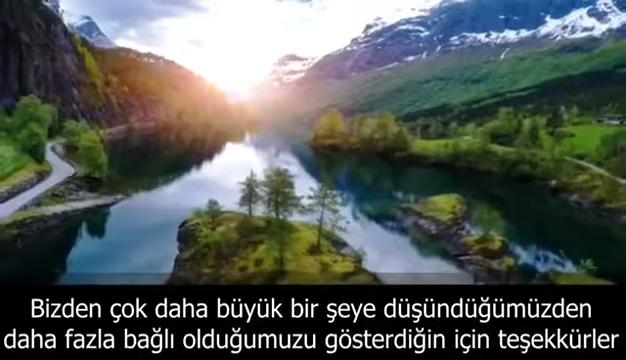 Bizden çok daha büyük bir şeye düşündüğümüzden
daha fazla bağlı olduğumuzu gösterdiğin için teşekkürler